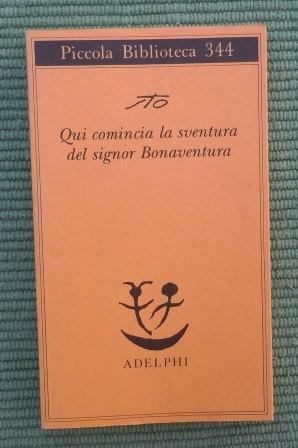 Piccola Biblioteca 344
STO
Qui comincia la sventura
del signor Bonaventura
ADELPHI